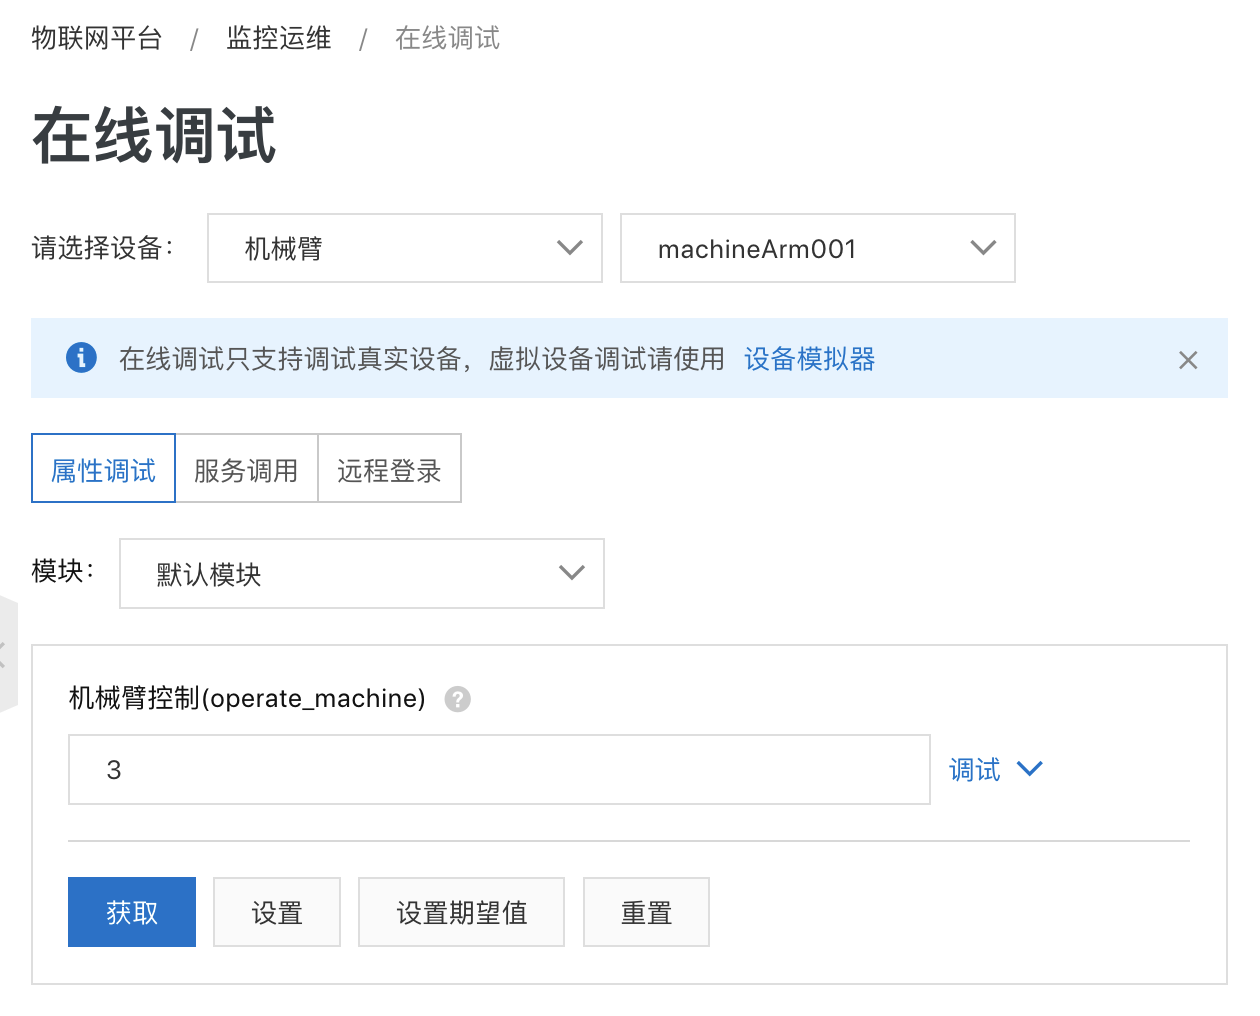 物联网平台 / 监控运维 / 在线调试
在线调试
请选择设备: 机械臂 machineArm001
在线调试只支持调试真实设备，虚拟设备调试请使用 设备模拟器
属性调试 服务调用 远程登录
模块: 默认模块
机械臂控制(operate_machine) ?
3 调试
获取 设置 设置期望值 重置